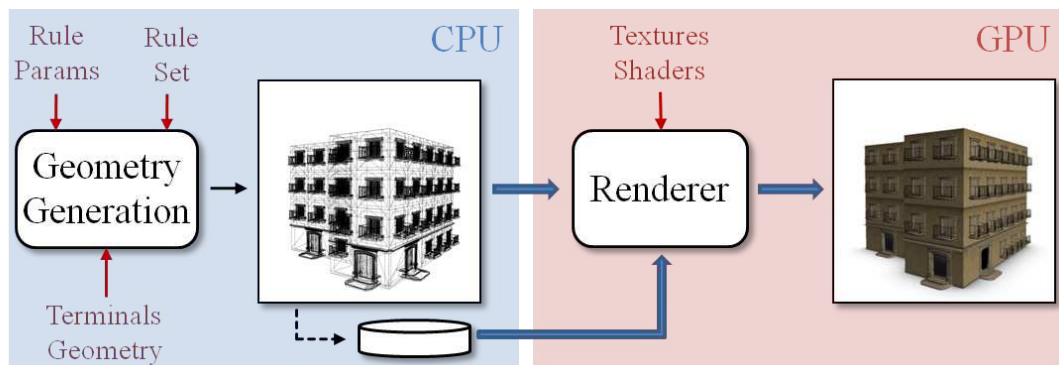 Rule
Params
Rule
Set
CPU
Geometry
Generation
Terminals
Geometry
Textures
Shaders
GPU
Renderer